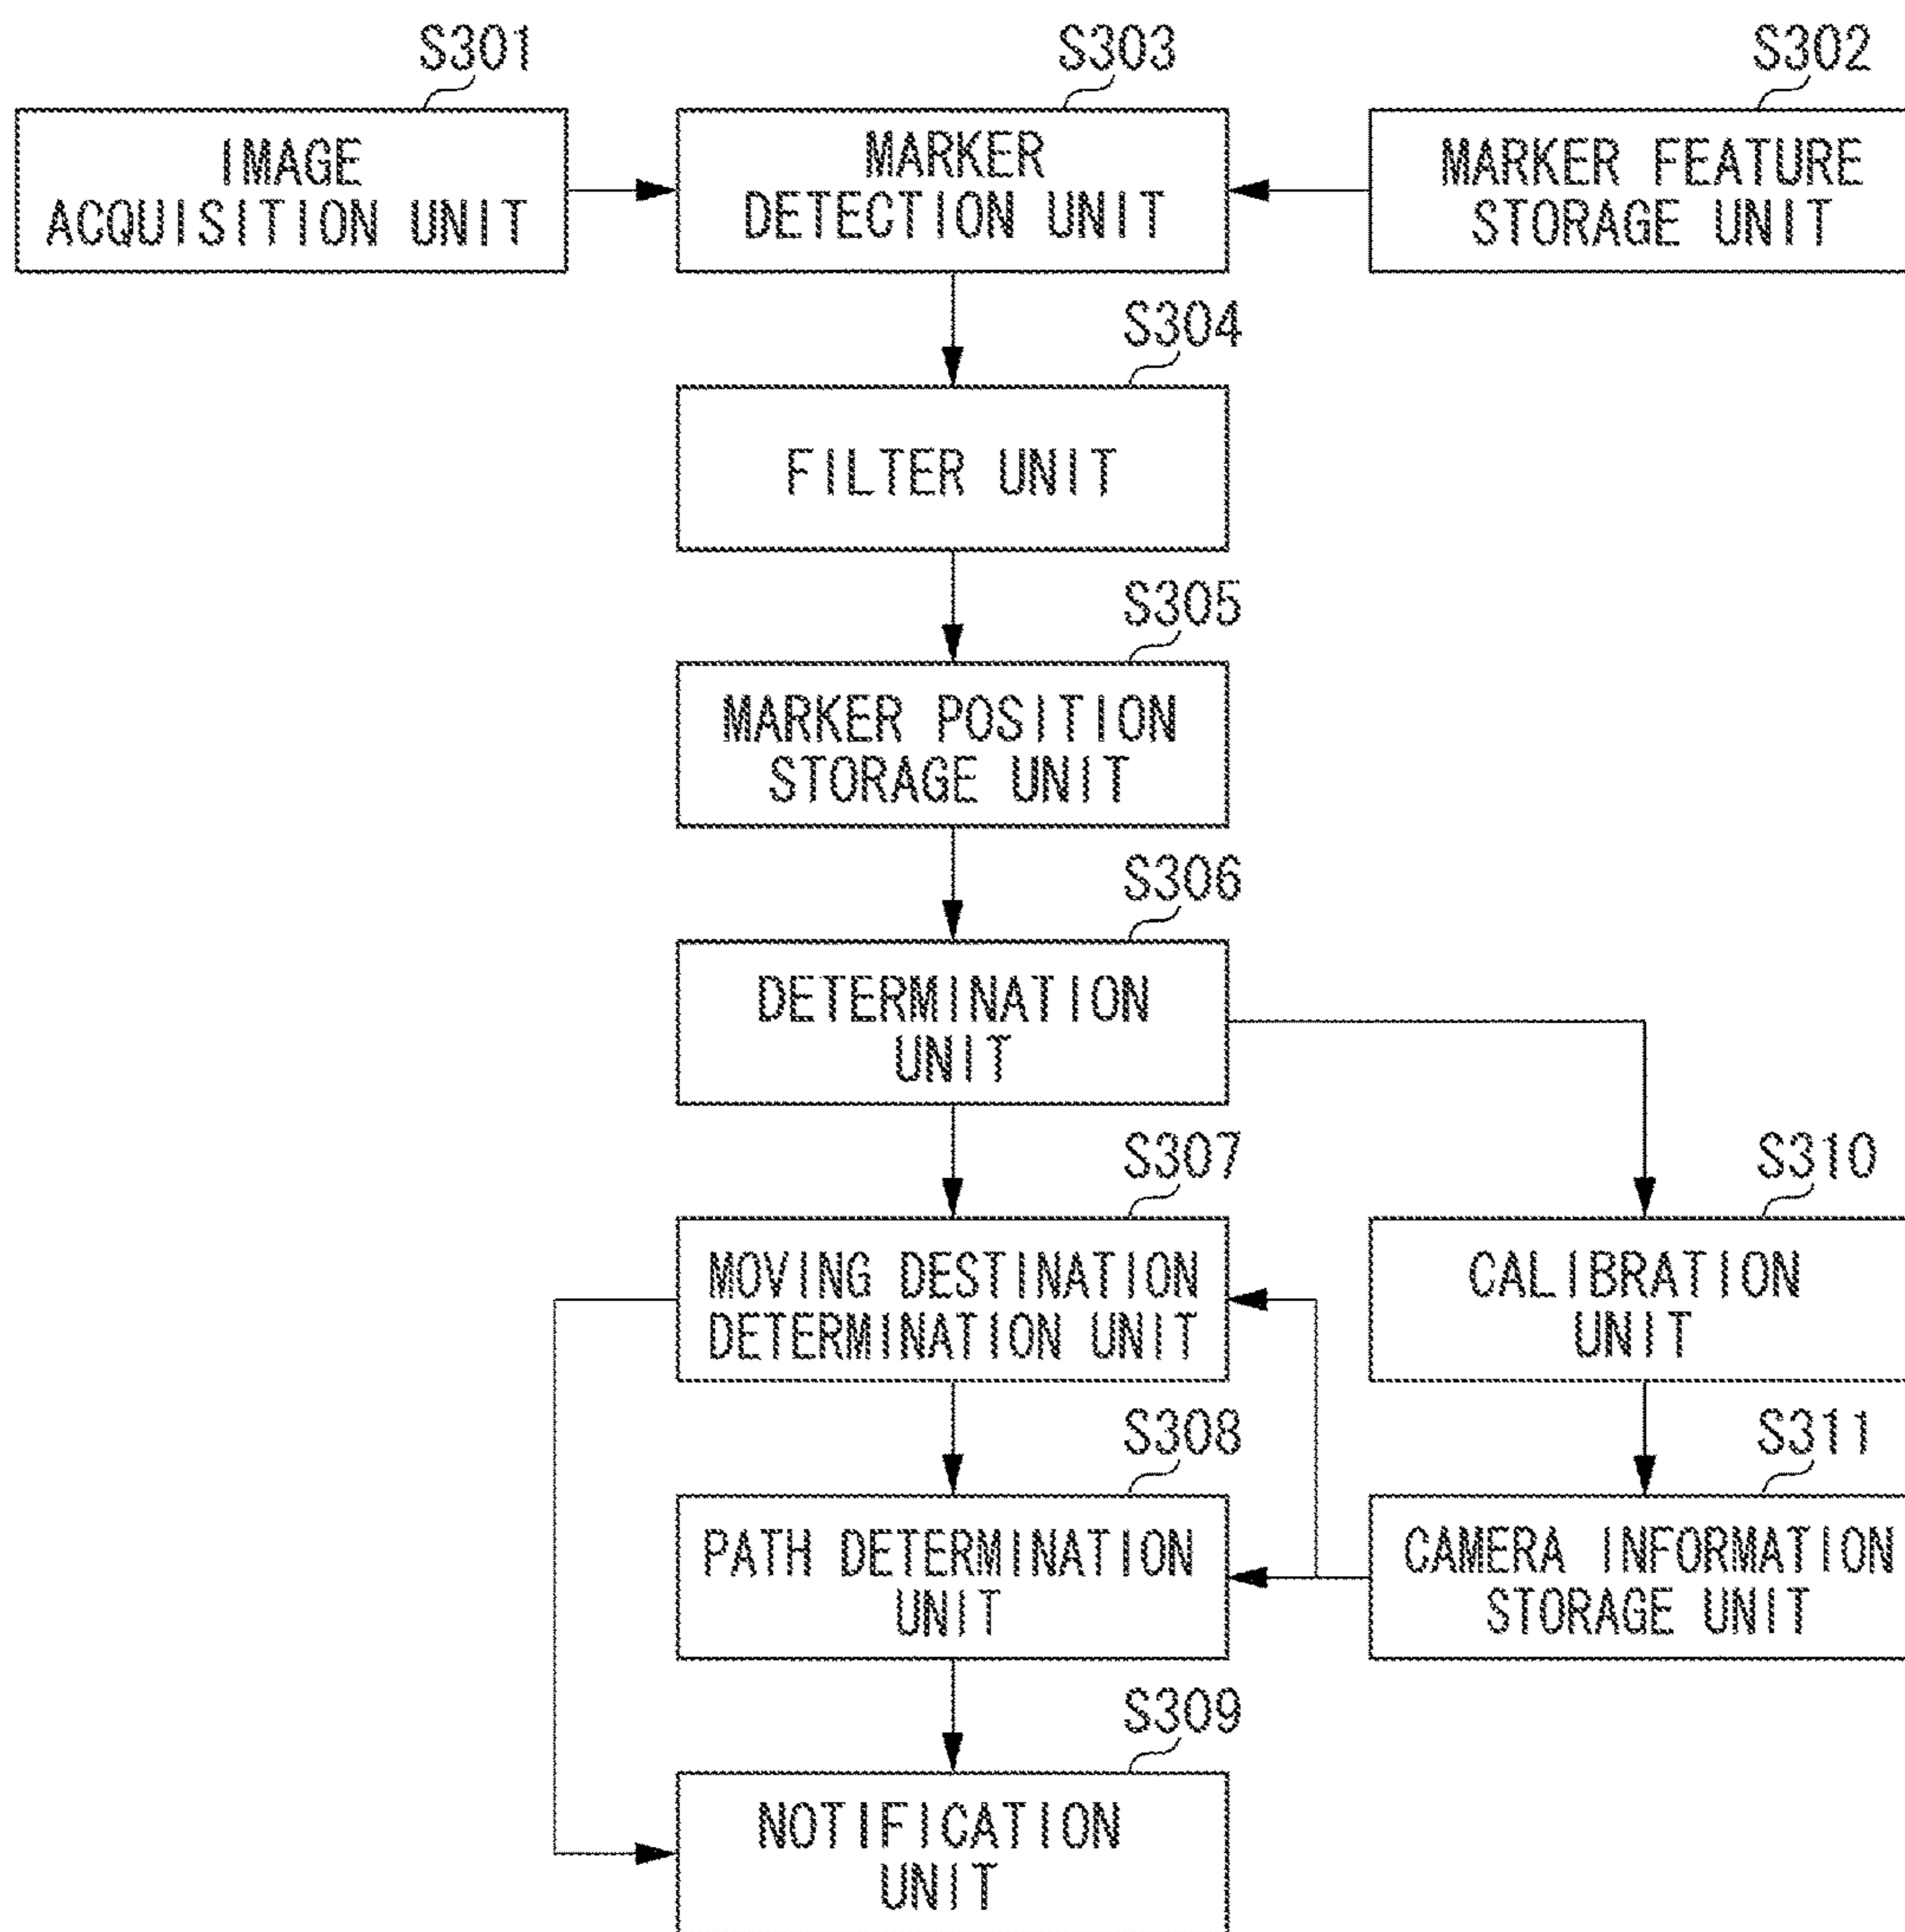 S301
IMAGE
ACQUISITION UNIT
S303
MARKER
DETECTION UNIT
S302
MARKER FEATURE
STORAGE UNIT
S304
FILTER UNIT
S305
MARKER POSITION
STORAGE UNIT
S306
DETERMINATION
UNIT
S307
MOVING DESTINATION
DETERMINATION UNIT
S310
CALIBRATION
UNIT
S308
PATH DETERMINATION
UNIT
S311
CAMERA INFORMATION
STORAGE UNIT
S309
NOTIFICATION
UNIT